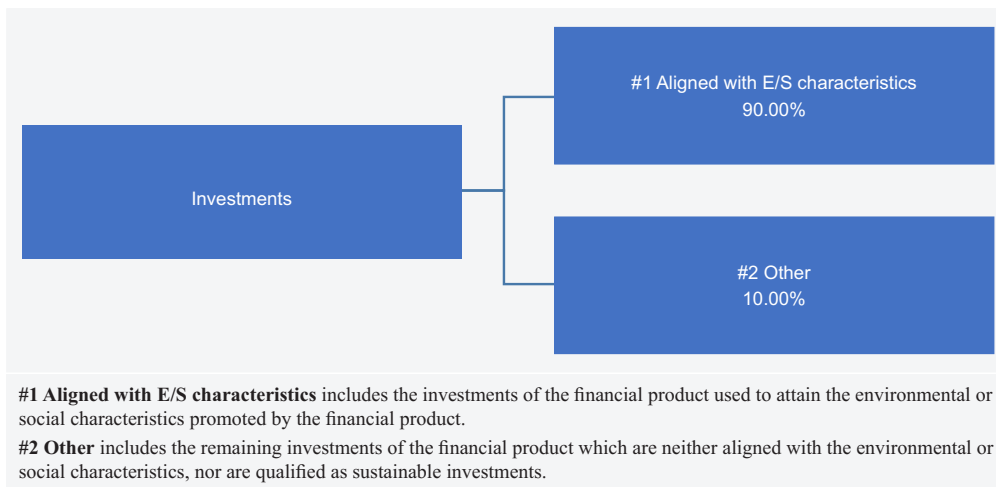 #1 Aligned with E/S characteristics
90.00%
Investments
#2 Other
10.00%
#1 Aligned with E/S characteristics includes the investments of the financial product used to attain the environmental or
social characteristics promoted by the financial product.
#2 Other includes the remaining investments of the financial product which are neither aligned with the environmental or
social characteristics, nor are qualified as sustainable investments.